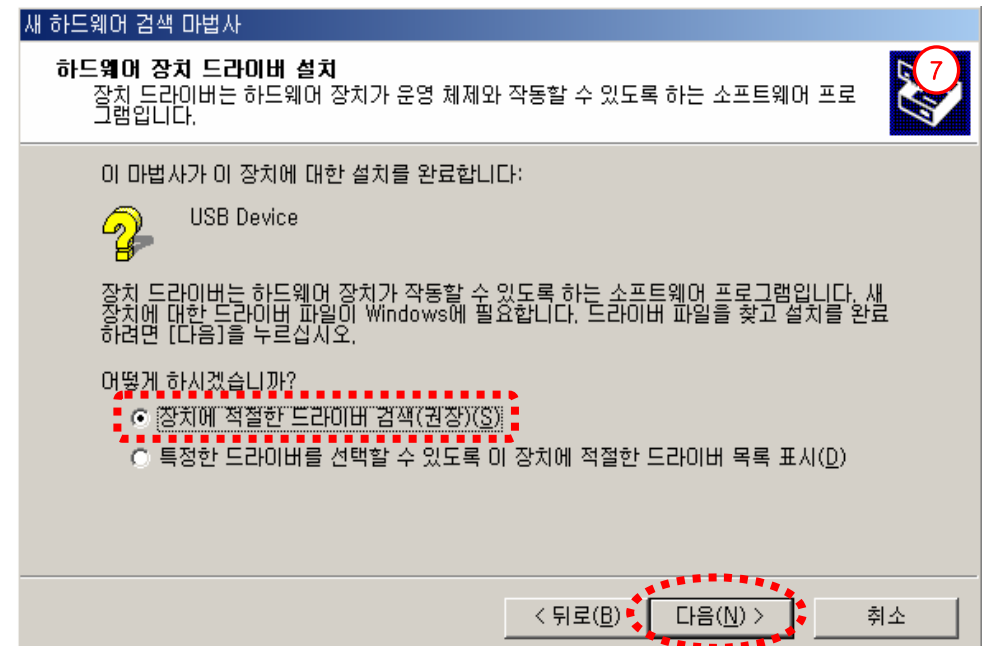 새 하드웨어 검색 마법사
하드웨어 장치 드라이버 설치
7
장치 드라이버는 하드웨어 장치가 운영 체제와 작동할 수 있도록 하는 소프트웨어 프로
그램입니다.
이 마법사가 이 장치에 대한 설치를 완료합니다:
USB Device
장치 드라이버는 하드웨어 장치가 작동할 수 있도록 하는 소프트웨어 프로그램입니다. 새
장치에 대한 드라이버 파일이 Windows에 필요합니다. 드라이버 파일을 찾고 설치를 완료
하려면 [다음]을 누르십시오.
어떻게 하시겠습니까?
장치에 적절한 드라이버 검색(권장)(S)
특정한 드라이버를 선택할 수 있도록 이 장치에 적절한 드라이버 목록 표시(D)
< 뒤로(B) 다음(N) > 취소